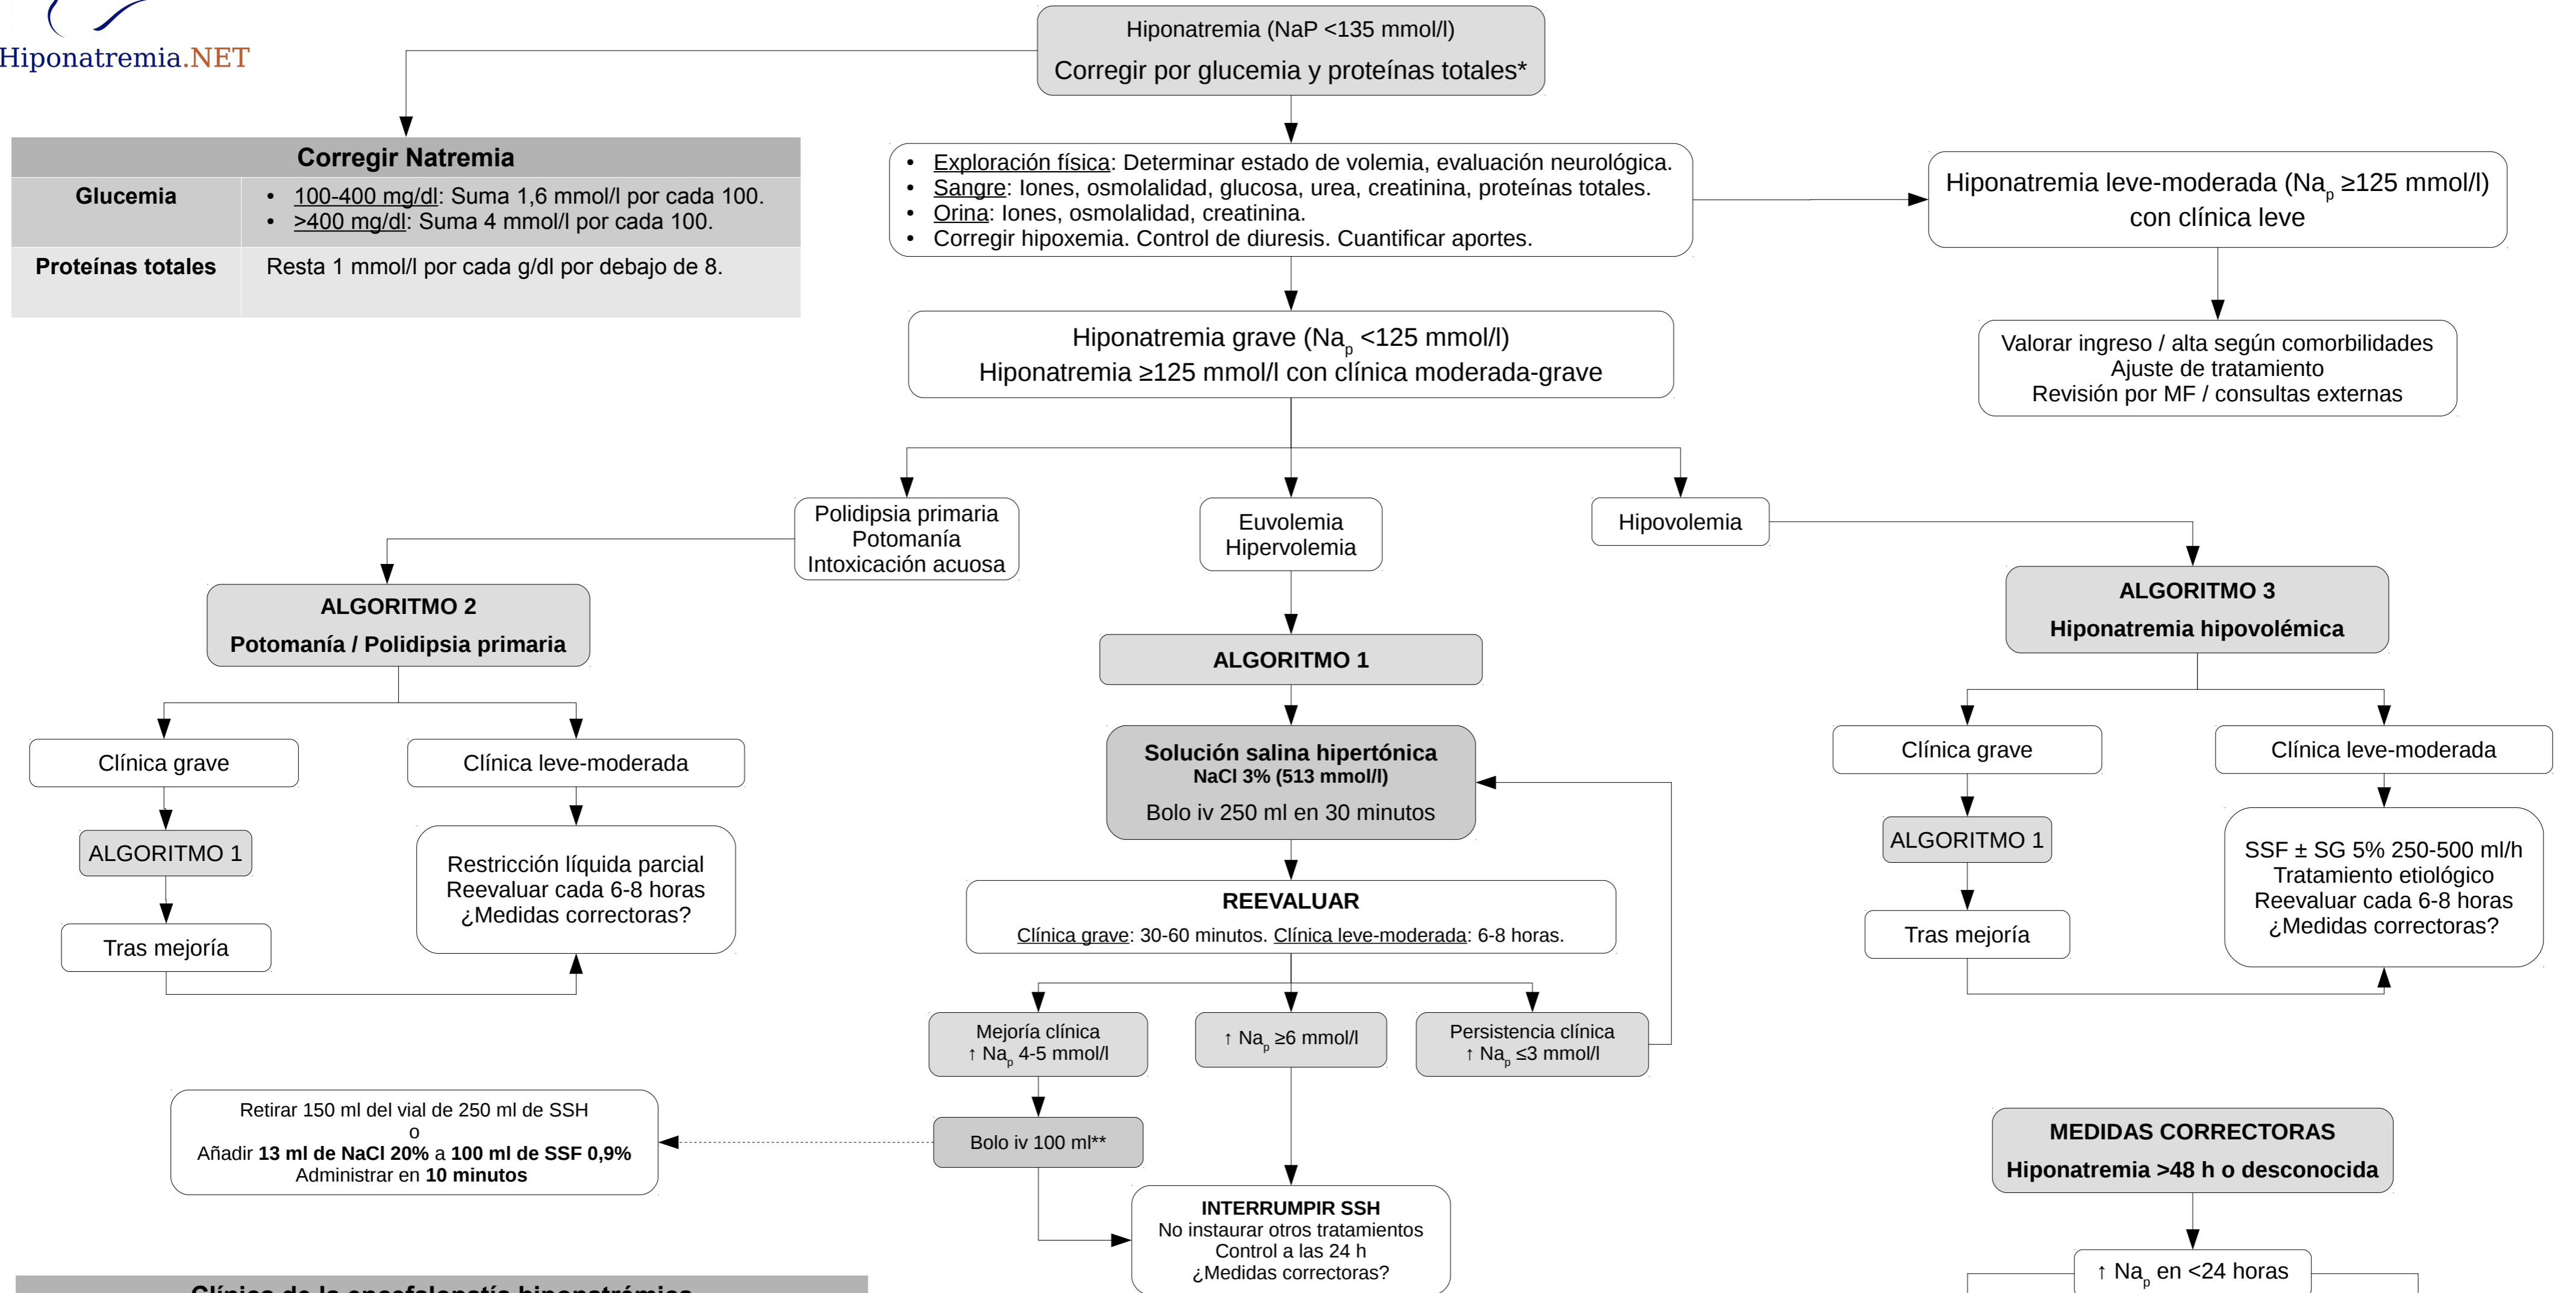 Hiponatremia.NET
Hiponatremia (NaP <135 mmol/l)
Corregir por glucemia y proteínas totales*
Corregir Natremia
Glucemia
• 100-400 mg/dl: Suma 1,6 mmol/l por cada 100.
• >400 mg/dl: Suma 4 mmol/l por cada 100.
Proteínas totales
Resta 1 mmol/l por cada g/dl por debajo de 8.
• Exploración física: Determinar estado de volemia, evaluación neurológica.
• Sangre: Iones, osmolalidad, glucosa, urea, creatinina, proteínas totales.
• Orina: Iones, osmolalidad, creatinina.
• Corregir hipoxemia. Control de diuresis. Cuantificar aportes.
Hiponatremia leve-moderada (Nap ≥125 mmol/l)
con clínica leve
Valorar ingreso / alta según comorbilidades
Ajuste de tratamiento
Revisión por MF / consultas externas
Hiponatremia grave (Nap <125 mmol/l)
Hiponatremia ≥125 mmol/l con clínica moderada-grave
Polidipsia primaria
Potomanía
Intoxicación acuosa
Euvolemia
Hipervolemia
Hipovolemia
ALGORITMO 2
Potomanía / Polidipsia primaria
Clínica grave
Clínica leve-moderada
ALGORITMO 1
Tras mejoría
Restricción líquida parcial
Reevaluar cada 6-8 horas
¿Medidas correctoras?
ALGORITMO 1
Solución salina hipertónica
NaCl 3% (513 mmol/l)
Bolo iv 250 ml en 30 minutos
REEVALUAR
Clínica grave: 30-60 minutos. Clínica leve-moderada: 6-8 horas.
Mejoría clínica
↑ Nap 4-5 mmol/l
↑ Nap ≥6 mmol/l
Persistencia clínica
↑ Nap ≤3 mmol/l
Bolo iv 100 ml**
Retirar 150 ml del vial de 250 ml de SSH
o
Añadir 13 ml de NaCl 20% a 100 ml de SSF 0,9%
Administrar en 10 minutos
INTERRUMPIR SSH
No instaurar otros tratamientos
Control a las 24 h
¿Medidas correctoras?
ALGORITMO 3
Hiponatremia hipovolémica
Clínica grave
Clínica leve-moderada
ALGORITMO 1
Tras mejoría
SSF ± SG 5% 250-500 ml/h
Tratamiento etiológico
Reevaluar cada 6-8 horas
¿Medidas correctoras?
MEDIDAS CORRECTORAS
Hiponatremia >48 h o desconocida
↑ Nap en <24 horas
Clínica de la encefalopatía hiponatrémica